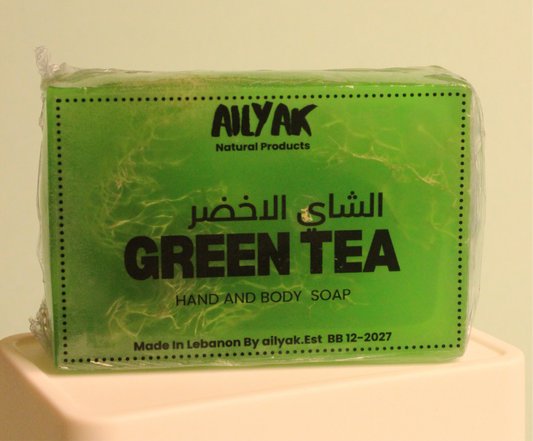 AILYAK
Natural Products
الشاي الاخضر
GREEN TEA
HAND AND BODY SOAP
Made In Lebanon By ailyak.Est BB 12-2027